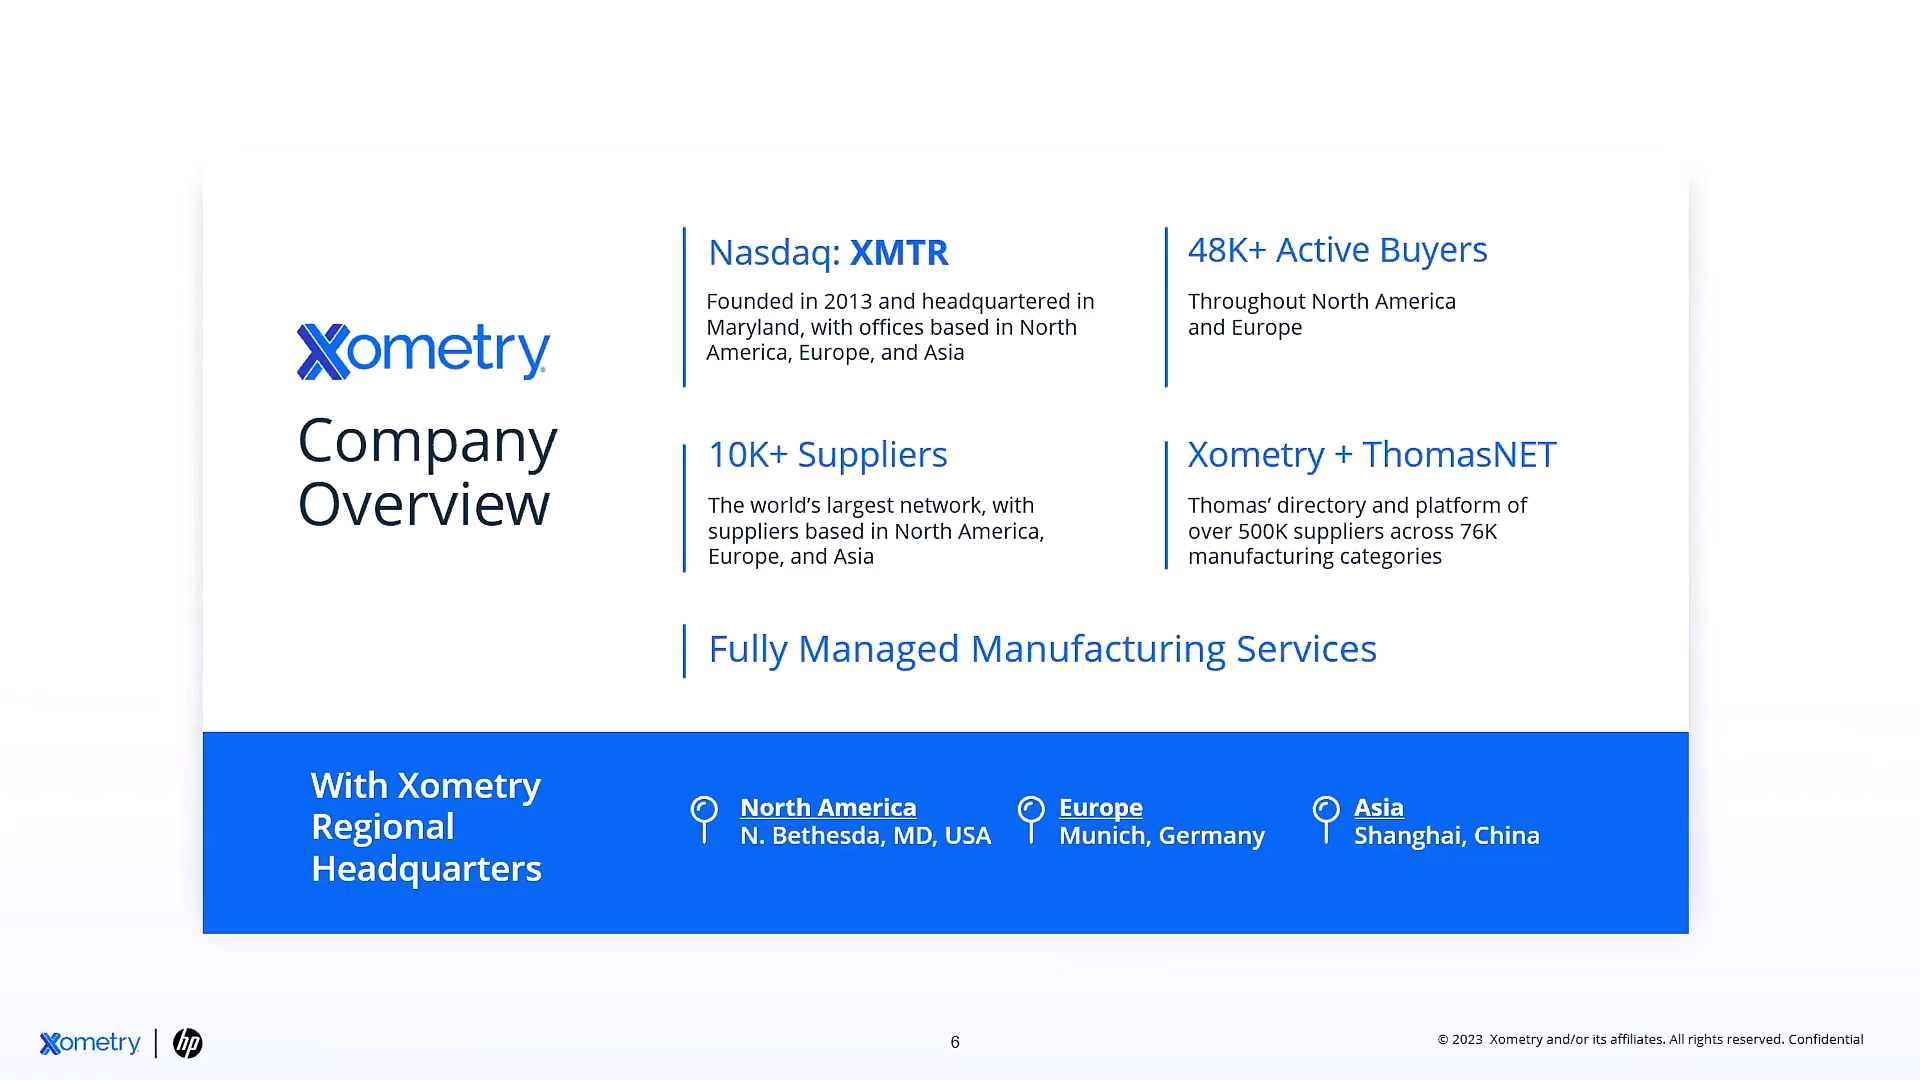 Xometry
Company
Overview
Nasdaq: XMTR
Founded in 2013 and headquartered in
Maryland, with offices based in North
America, Europe, and Asia
48K+ Active Buyers
Throughout North America
and Europe
10K+ Suppliers
The world’s largest network, with
suppliers based in North America,
Europe, and Asia
Xometry + ThomasNET
Thomas’ directory and platform of
over 500K suppliers across 76K
manufacturing categories
Fully Managed Manufacturing Services
With Xometry
Regional
Headquarters
North America
N. Bethesda, MD, USA
Europe
Munich, Germany
Asia
Shanghai, China
Xometry | hp
6
© 2023 Xometry and/or its affiliates. All rights reserved. Confidential